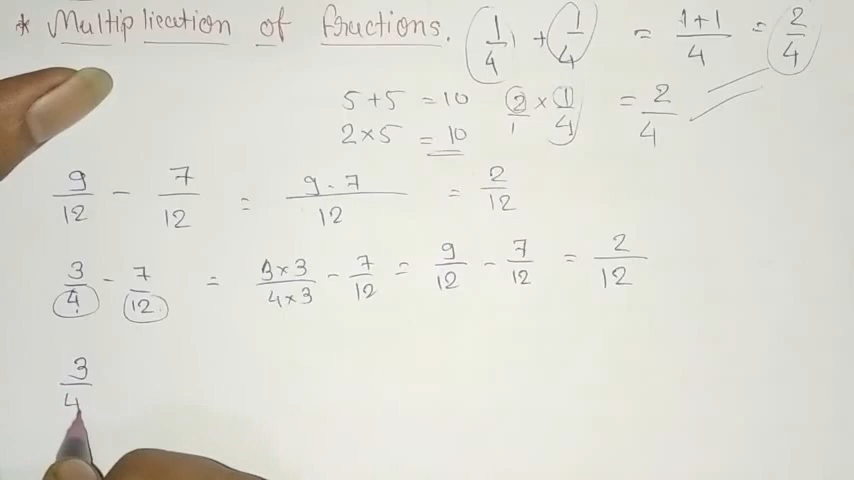 * Multiplication of fractions. (1/4) + (1/4) = 1+1/4 = 2/4
5+5 = 10 2/1 × 1/4 = 2/4
2×5 = 10
9/12 - 7/12 = 9-7/12 = 2/12
3/4 - 7/12 = 3×3/4×3 - 7/12 = 9/12 - 7/12 = 2/12
3/4